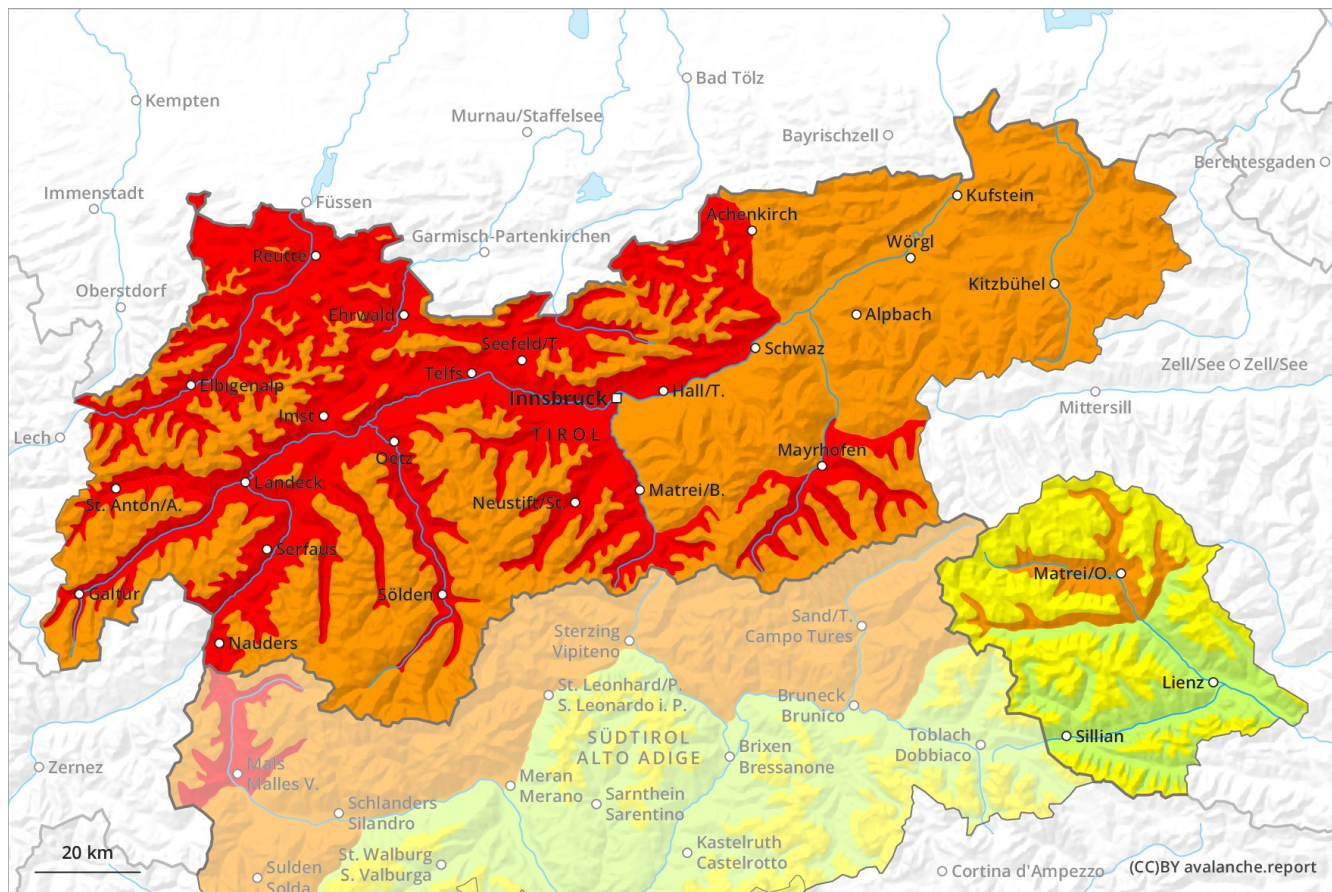 Kempten
Bad Tölz
Murnau/Staffelsee
Bayrischzell
Berchtesgaden
Immenstadt
Füssen
Kufstein
Achenkirch
Garmisch-Partenkirchen
Wörgl
Reutte
Oberstdorf
Kitzbühel
Ehrwald
Alpbach
Seefeld/T.
Schwaz
Zell/See
Zell/See
Telfs
Elbigenalp
Hall/T.
Innsbruck
Mittersill
Imst
TIROL
Lech
Mayrhofen
Oetz
Landeck
Matrei/B.
St. Anton/A.
Neustift/St.
Serfaus
Matrei/O.
Galtür
Sölden
Sand/T.
Campo Tures
Sterzing
Vipiteno
Nauders
Lienz
St. Leonhard/P.
S. Leonardo i. P.
Bruneck
Brunico
SÜDTIROL
ALTO ADIGE
Toblach
Dobbiaco
Sillian
Brixen
Bressanone
Zernez
Mals
Malles V.
Meran
Merano
Sarnthein
Sarentino
Schlanders
Silandro
Kastelruth
Castelrotto
20 km
St. Walburg
S. Valburga
Sulden
Solda
Cortina d'Ampezzo
(CC)BY avalanche.report